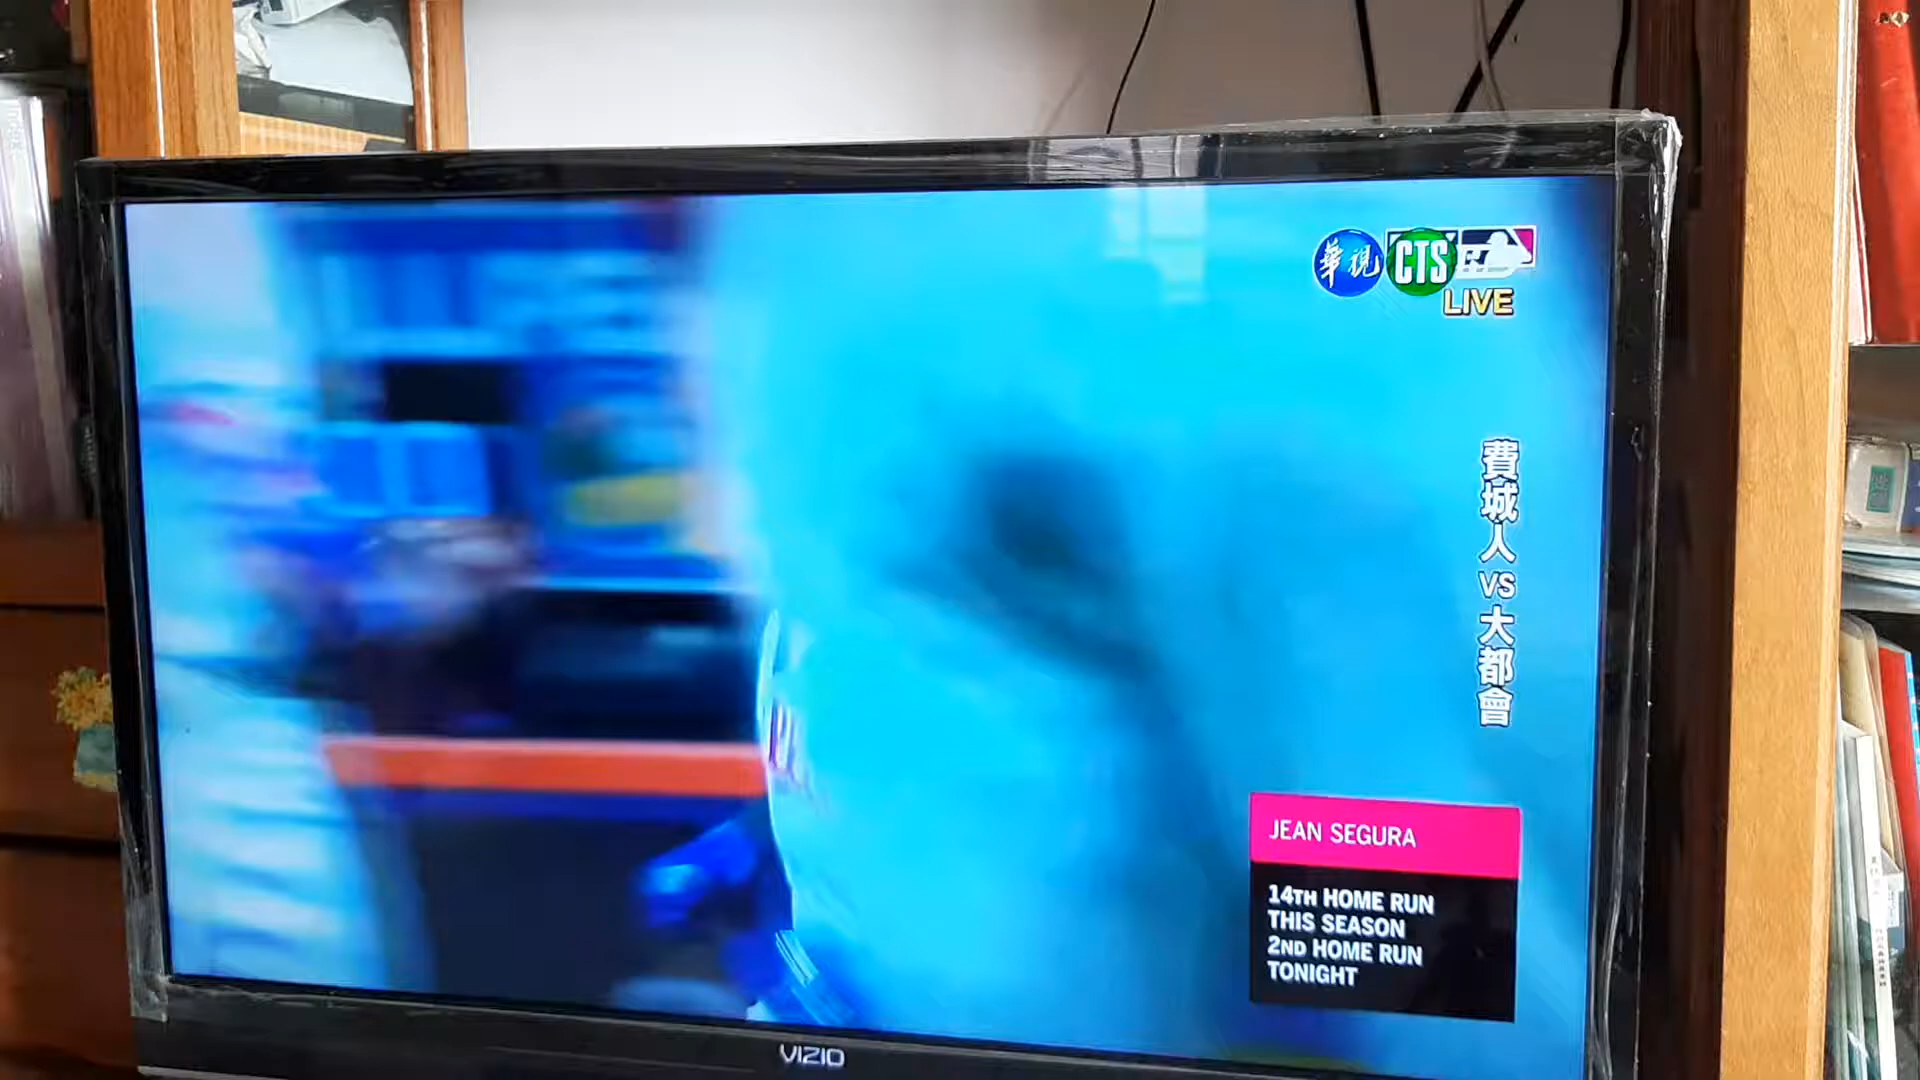 華視 CTS
LIVE
費城人 VS 大都會
JEAN SEGURA
14TH HOME RUN
THIS SEASON
2ND HOME RUN
TONIGHT
VIZIO